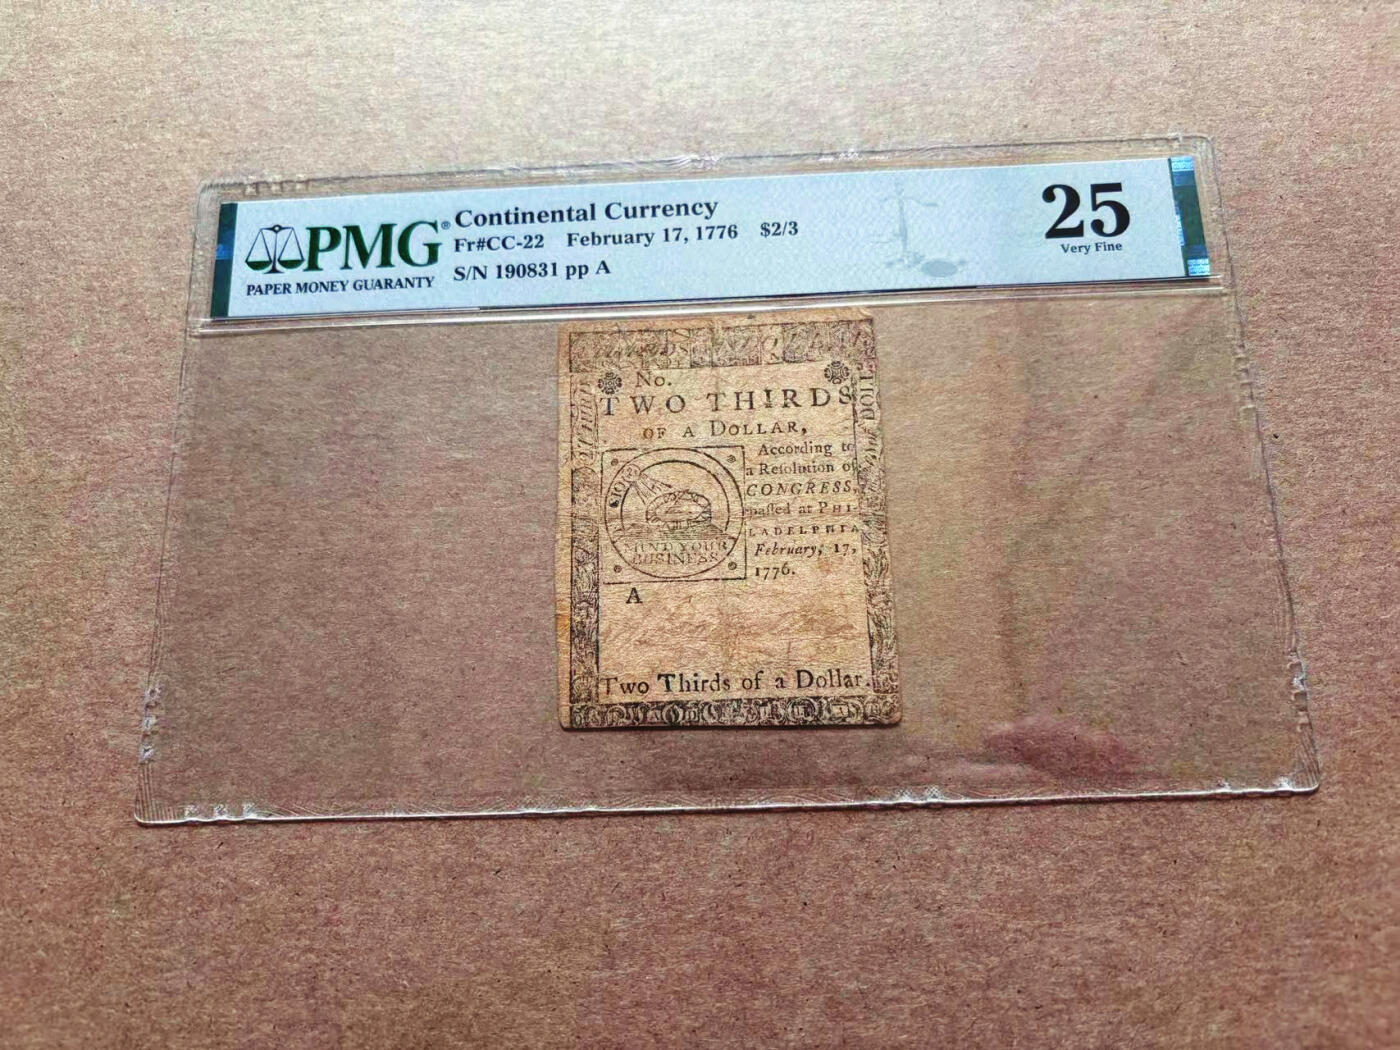 PMG®
PAPER MONEY GUARANTY
Continental Currency
Fr#CC-22 February 17, 1776 $2/3
S/N 190831 pp A
25
Very Fine
No.
TWO THIRDS
OF A DOLLAR,
According to
a Resolution of
CONGRESS,
passed at PHI-
LADELPHIA
February, 17,
1776.
MIND YOUR
BUSINESS
A
Two Thirds of a Dollar.